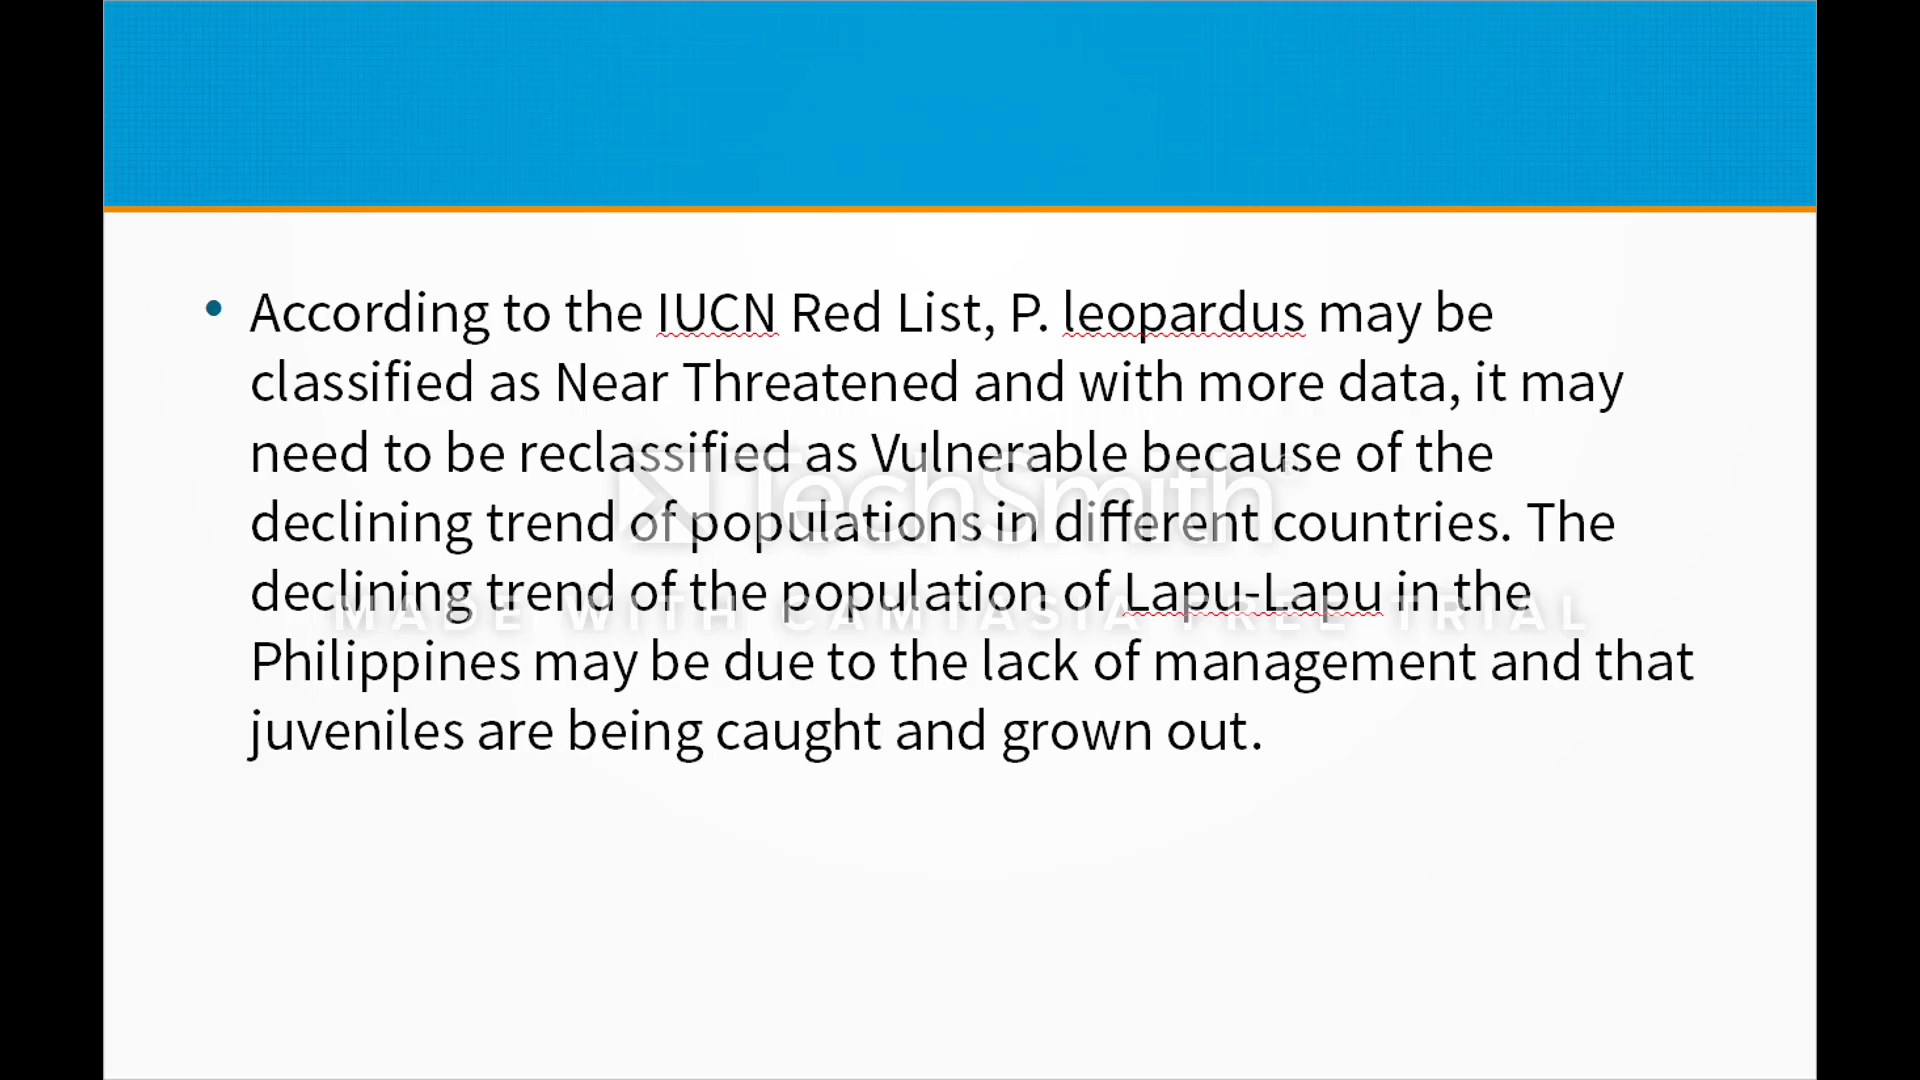 • According to the IUCN Red List, P. leopardus may be
classified as Near Threatened and with more data, it may
need to be reclassified as Vulnerable because of the
declining trend of populations in different countries. The
declining trend of the population of Lapu-Lapu in the
Philippines may be due to the lack of management and that
juveniles are being caught and grown out.
TechSmith®
MADE WITH CAMTASIA FREE TRIAL